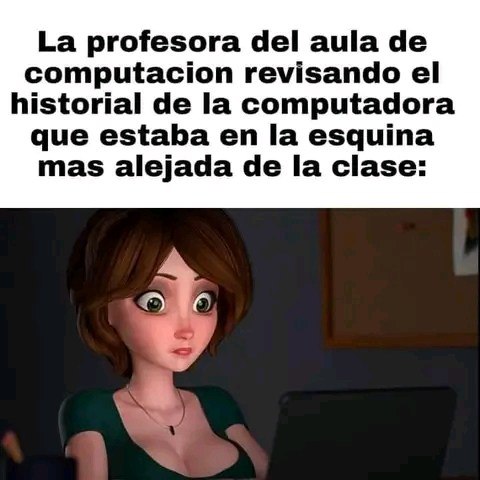 La profesora del aula de
computacion revisando el
historial de la computadora
que estaba en la esquina
mas alejada de la clase: